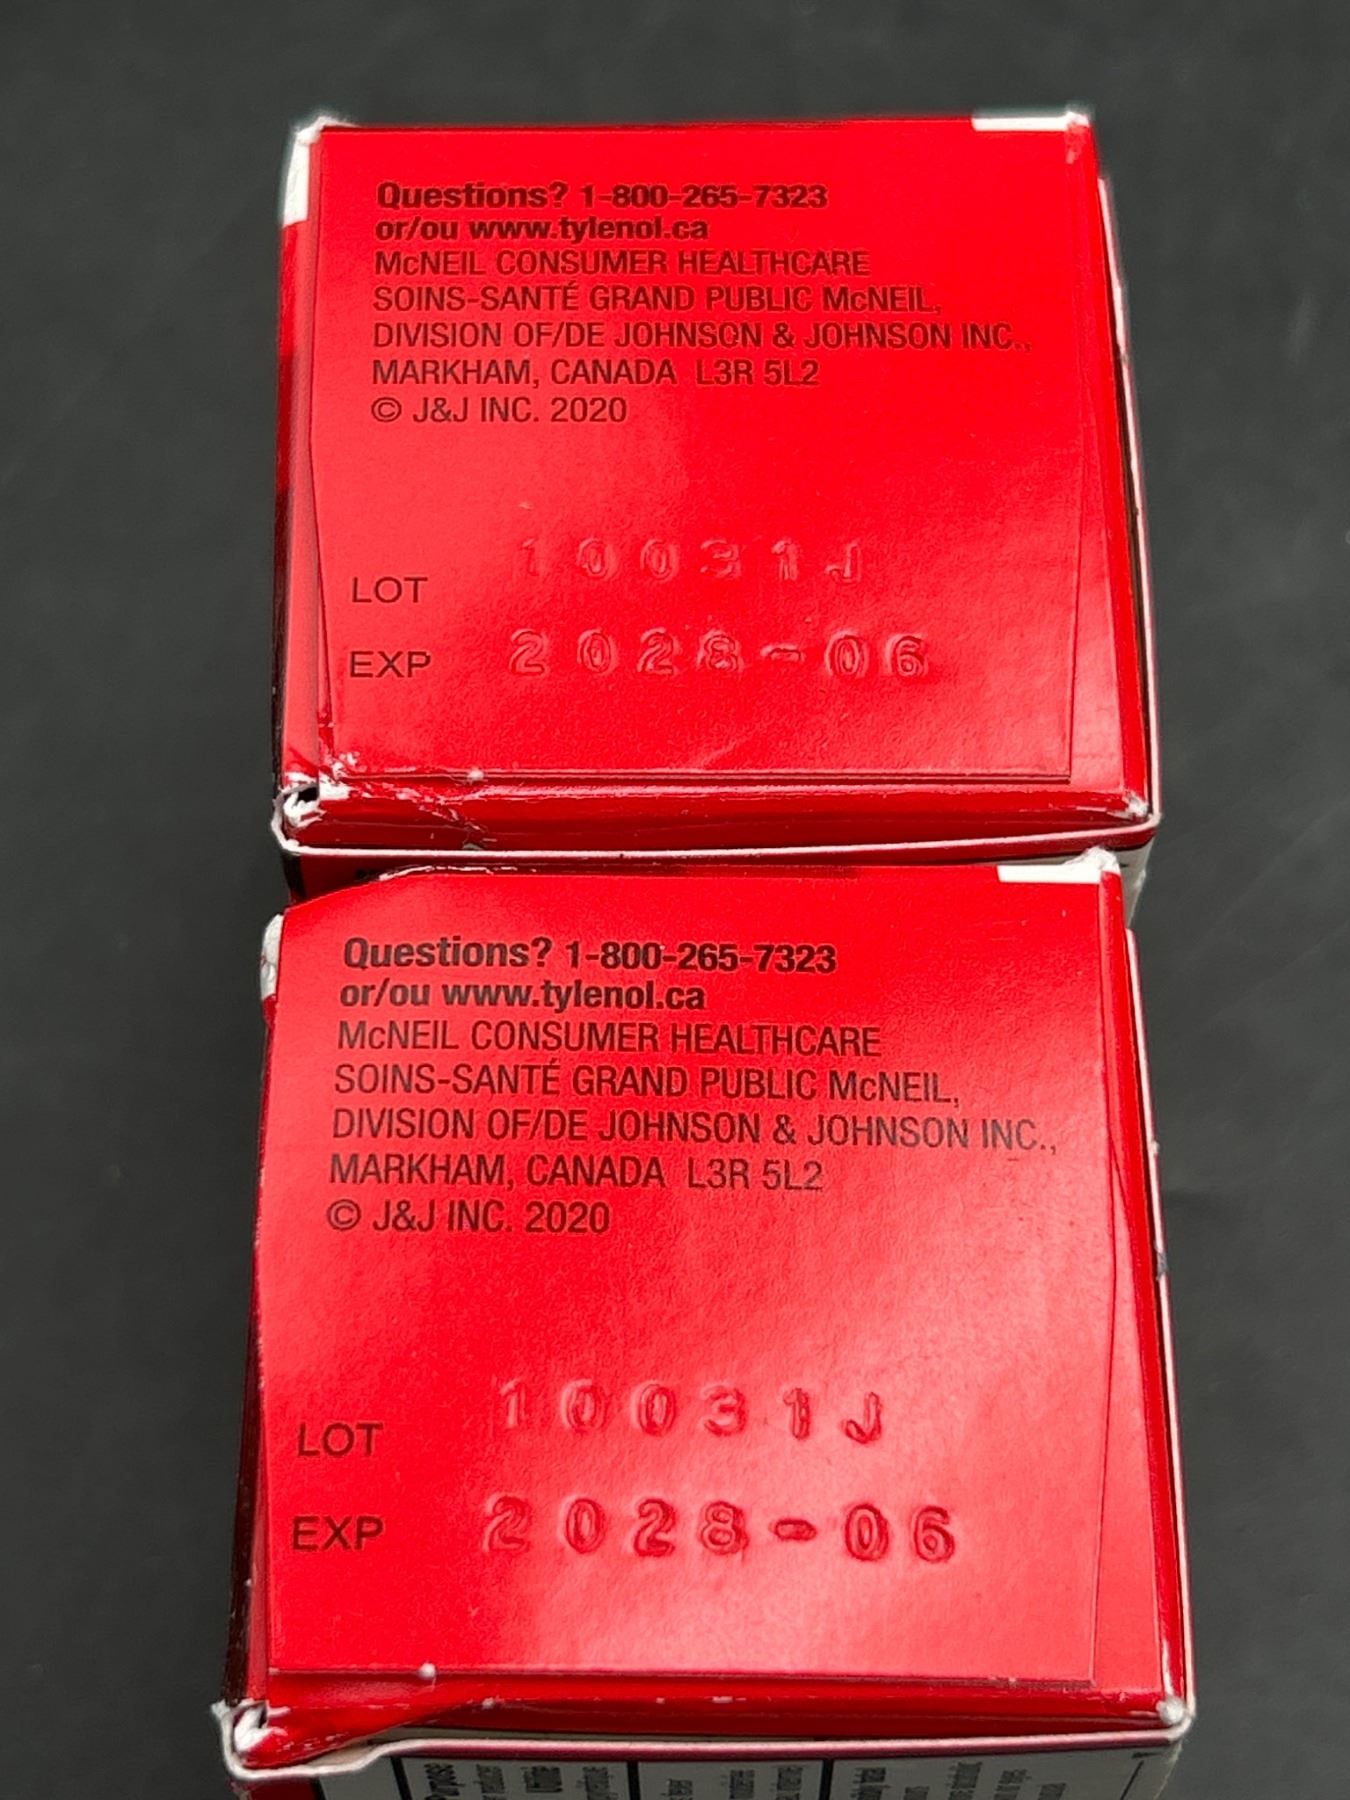 Questions? 1-800-265-7323
or/ou www.tylenol.ca
McNEIL CONSUMER HEALTHCARE
SOINS-SANTÉ GRAND PUBLIC McNEIL,
DIVISION OF/DE JOHNSON & JOHNSON INC.,
MARKHAM, CANADA L3R 5L2
© J&J INC. 2020
LOT 10031J
EXP 2028-06
Questions? 1-800-265-7323
or/ou www.tylenol.ca
McNEIL CONSUMER HEALTHCARE
SOINS-SANTÉ GRAND PUBLIC McNEIL,
DIVISION OF/DE JOHNSON & JOHNSON INC.,
MARKHAM, CANADA L3R 5L2
© J&J INC. 2020
LOT 10031J
EXP 2028-06